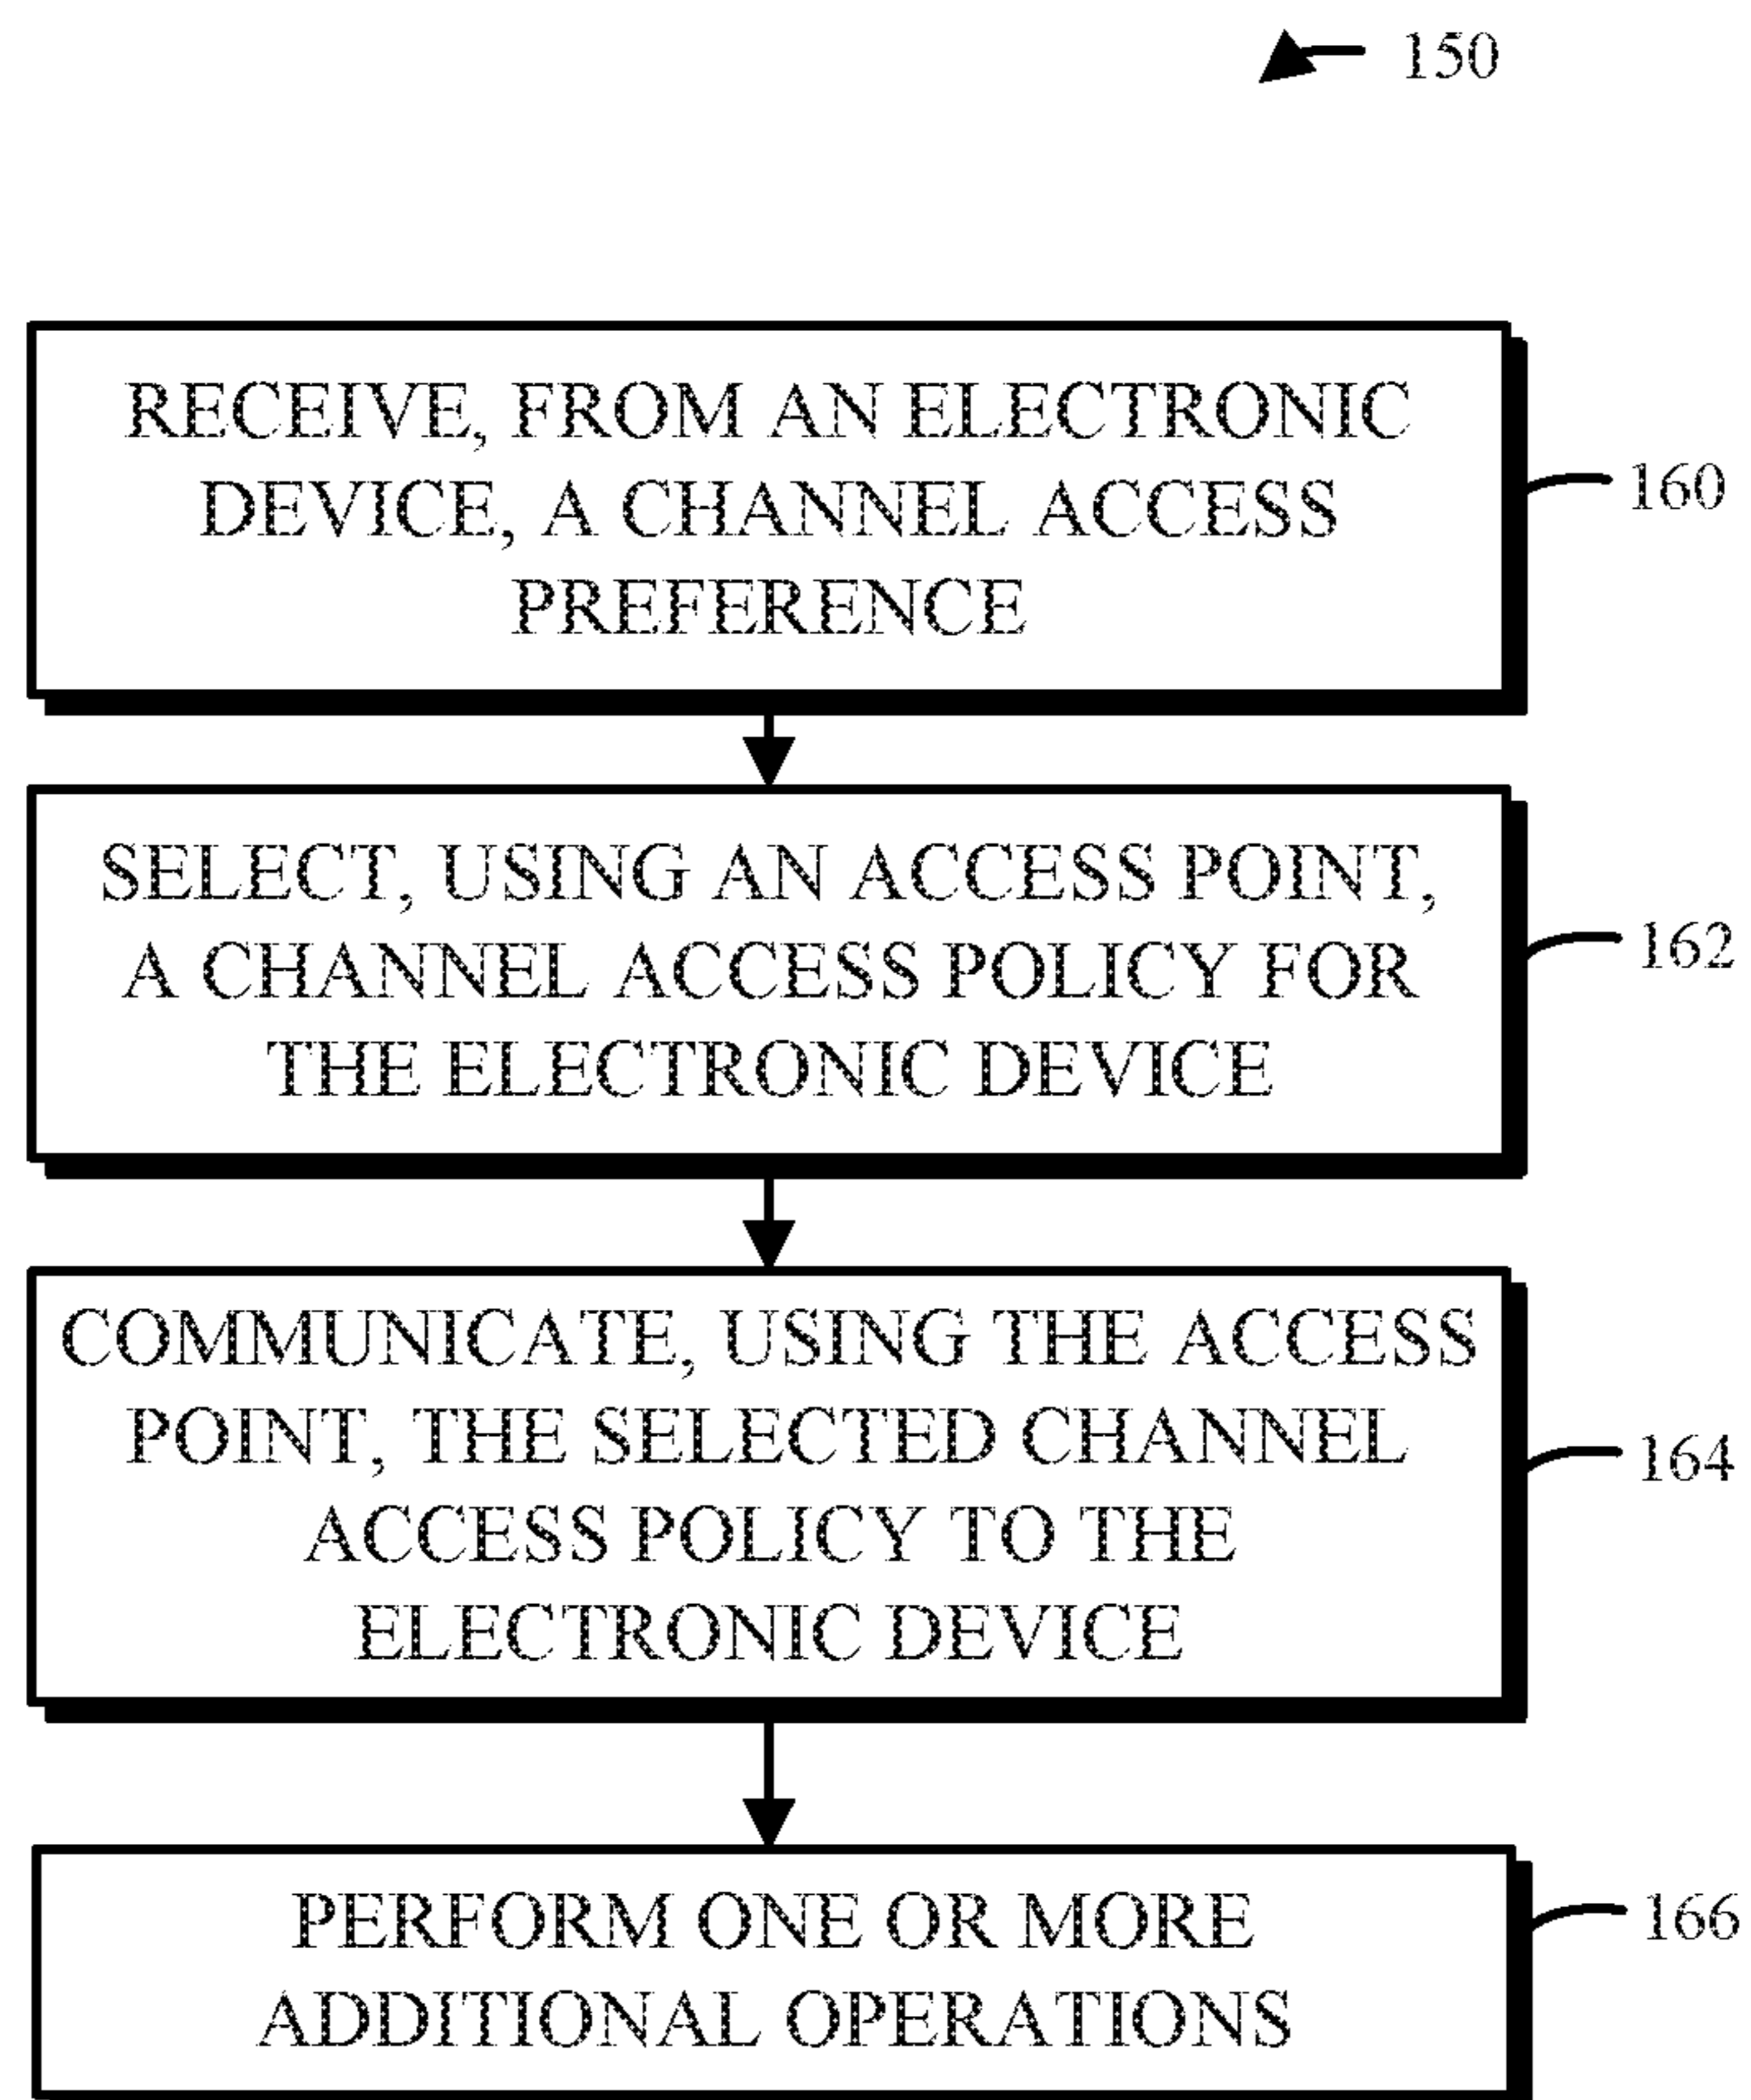 150
RECEIVE, FROM AN ELECTRONIC
DEVICE, A CHANNEL ACCESS
PREFERENCE
160
SELECT, USING AN ACCESS POINT,
A CHANNEL ACCESS POLICY FOR
THE ELECTRONIC DEVICE
162
COMMUNICATE, USING THE ACCESS
POINT, THE SELECTED CHANNEL
ACCESS POLICY TO THE
ELECTRONIC DEVICE
164
PERFORM ONE OR MORE
ADDITIONAL OPERATIONS
166